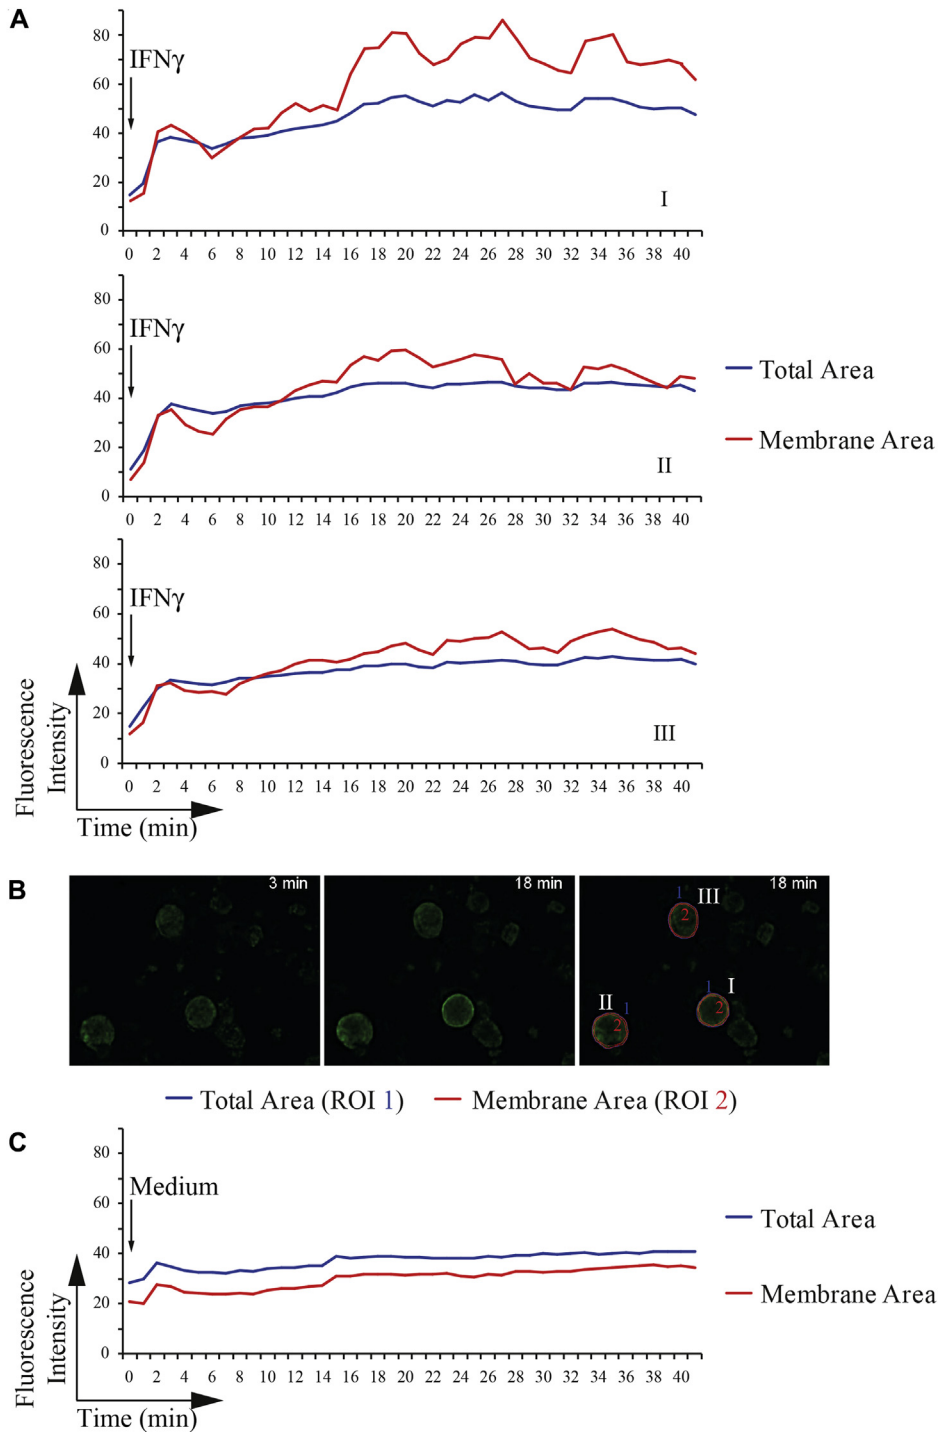 A
80
60
40
20
0
IFNγ
I
0 2 4 6 8 10 12 14 16 18 20 22 24 26 28 30 32 34 36 38 40
80
60
40
20
0
IFNγ
II
0 2 4 6 8 10 12 14 16 18 20 22 24 26 28 30 32 34 36 38 40
Total Area
Membrane Area
80
60
40
20
0
IFNγ
III
0 2 4 6 8 10 12 14 16 18 20 22 24 26 28 30 32 34 36 38 40
Fluorescence
Intensity
Time (min)
B
3 min
18 min
18 min
1 III
2
1 I
2
II 1
2
Total Area (ROI 1) Membrane Area (ROI 2)
C
80
60
40
20
0
Medium
0 2 4 6 8 10 12 14 16 18 20 22 24 26 28 30 32 34 36 38 40
Total Area
Membrane Area
Fluorescence
Intensity
Time (min)